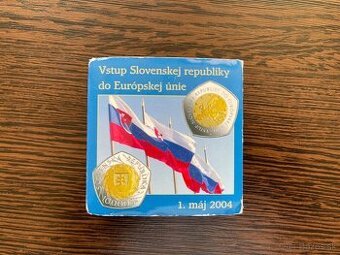 Vstup Slovenskej republiky
do Európskej únie
1. máj 2004